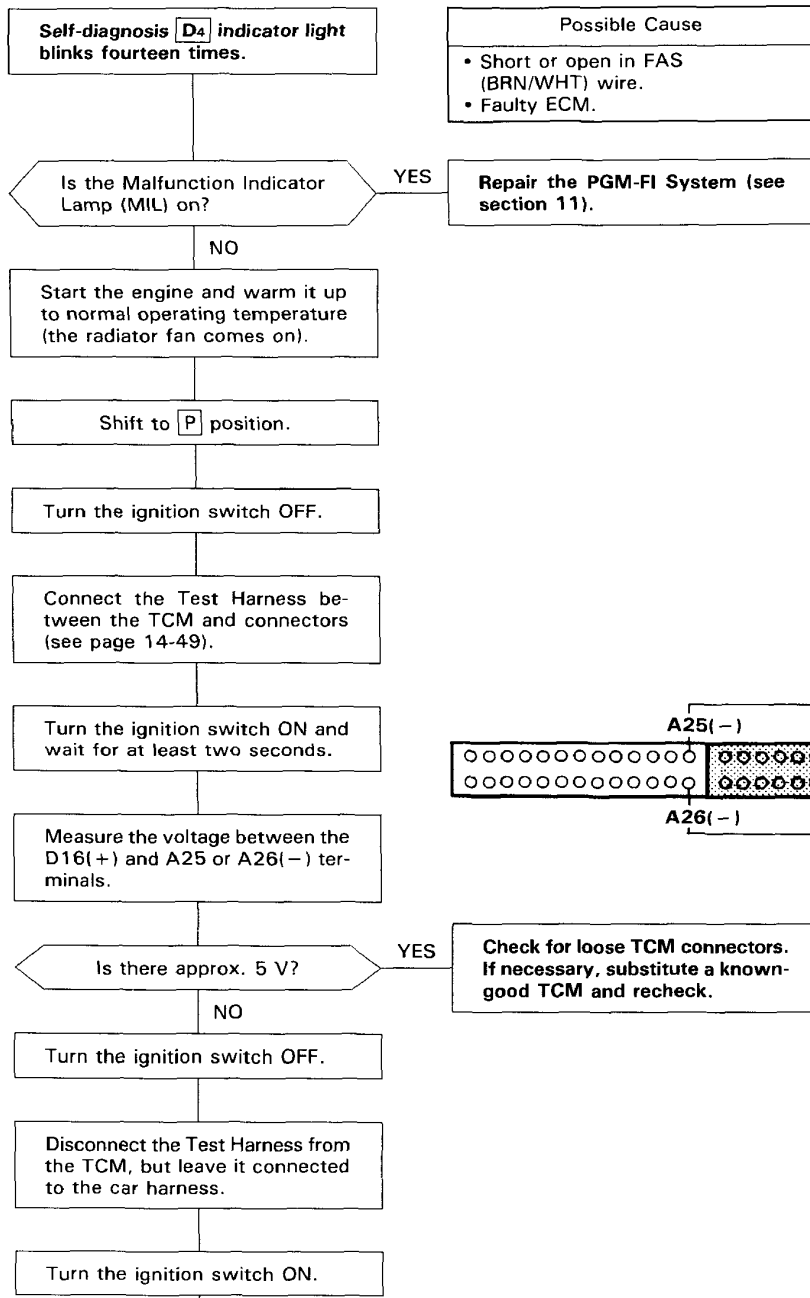 Self-diagnosis D4 indicator light
blinks fourteen times.
Possible Cause
• Short or open in FAS
(BRN/WHT) wire.
• Faulty ECM.
Is the Malfunction Indicator
Lamp (MIL) on?
YES
Repair the PGM-FI System (see
section 11).
NO
Start the engine and warm it up
to normal operating temperature
(the radiator fan comes on).
Shift to P position.
Turn the ignition switch OFF.
Connect the Test Harness be-
tween the TCM and connectors
(see page 14-49).
Turn the ignition switch ON and
wait for at least two seconds.
A25(−)
A26(−)
Measure the voltage between the
D16(+) and A25 or A26(−) ter-
minals.
Is there approx. 5 V?
YES
Check for loose TCM connectors.
If necessary, substitute a known-
good TCM and recheck.
NO
Turn the ignition switch OFF.
Disconnect the Test Harness from
the TCM, but leave it connected
to the car harness.
Turn the ignition switch ON.